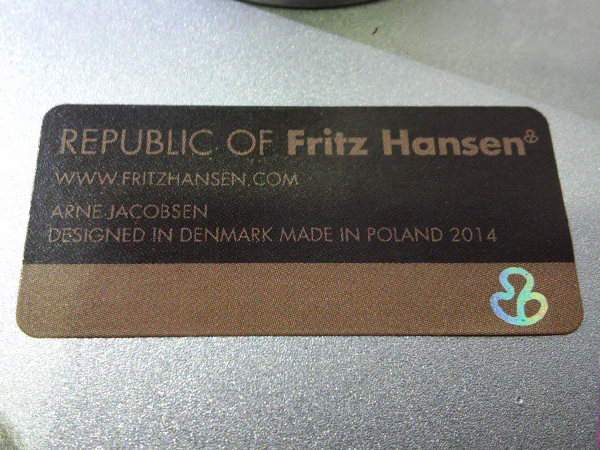 REPUBLIC OF Fritz Hansen
WWW.FRITZHANSEN.COM
ARNE JACOBSEN
DESIGNED IN DENMARK MADE IN POLAND 2014